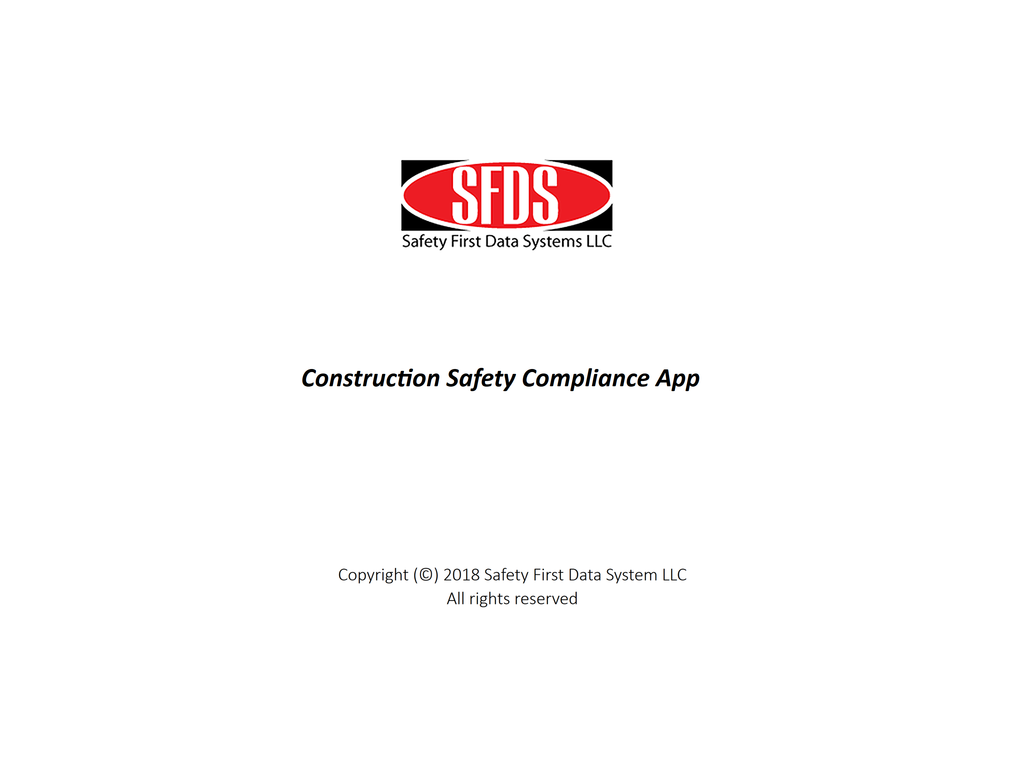 SFDS
Safety First Data Systems LLC
Construction Safety Compliance App
Copyright (©) 2018 Safety First Data System LLC
All rights reserved